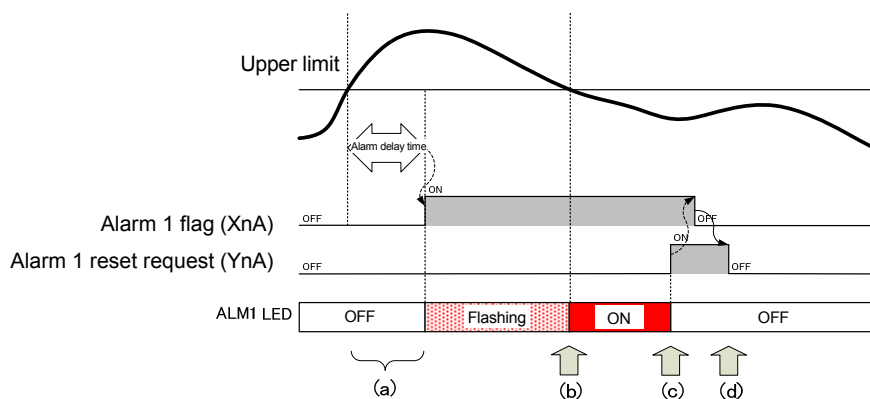 Upper limit
Alarm delay time
ON
OFF
OFF
Alarm 1 flag (XnA)
ON
Alarm 1 reset request (YnA)
OFF
OFF
ALM1 LED
OFF
Flashing
ON
OFF
(a)
(b)
(c)
(d)